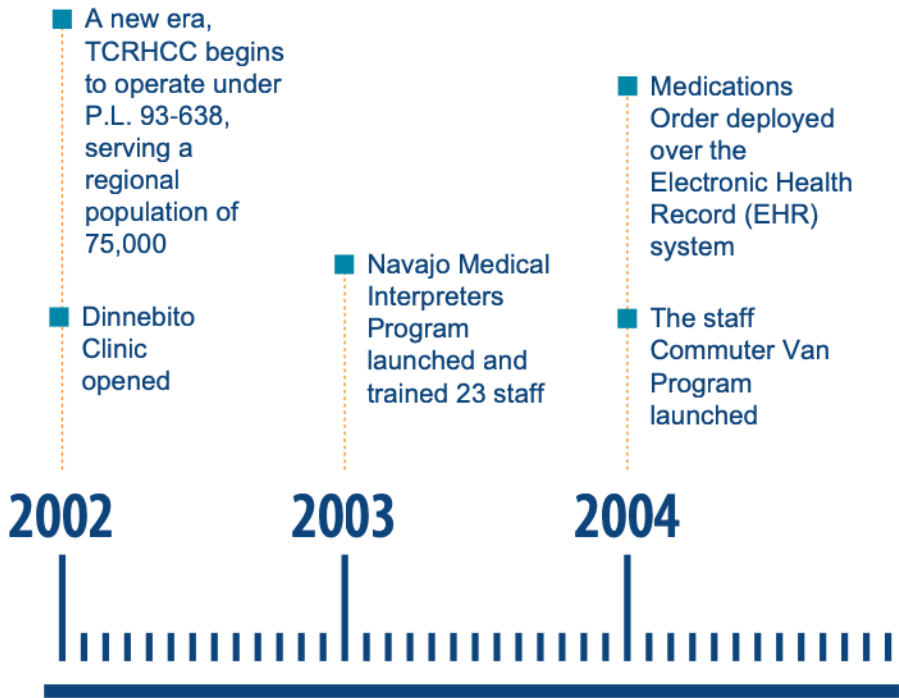 A new era,
TCRHCC begins
to operate under
P.L. 93-638,
serving a
regional
population of
75,000
Dinnebito
Clinic
opened
2002
Navajo Medical
Interpreters
Program
launched and
trained 23 staff
2003
Medications
Order deployed
over the
Electronic Health
Record (EHR)
system
The staff
Commuter Van
Program
launched
2004